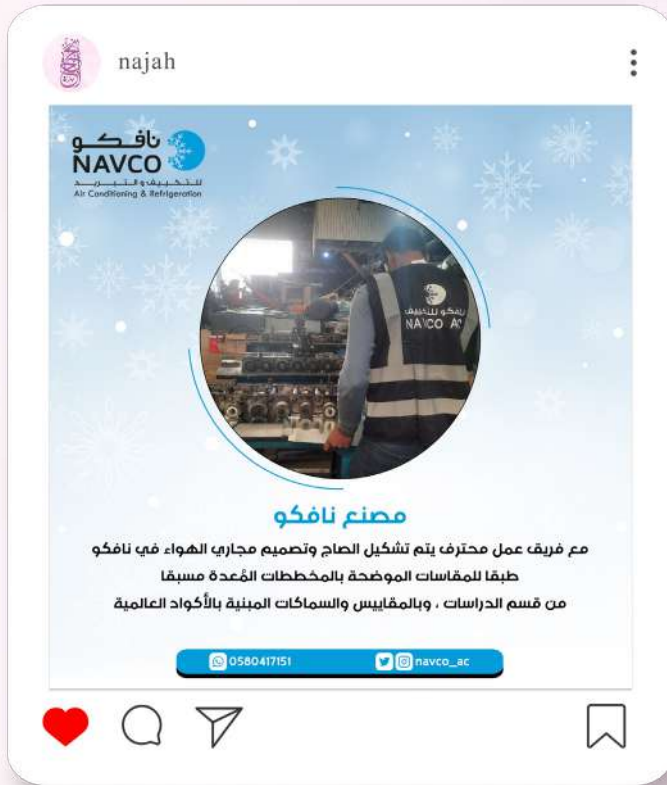 najah
نافكو
NAVCO
للتكييف و التبريد
Air Conditioning & Refrigeration
نافكو للتكييف
NAVCO AC
مصنع نافكو
مع فريق عمل محترف يتم تشكيل الصاج وتصميم مجاري الهواء في نافكو
طبقا للمقاسات الموضحة بالمخططات المُعدة مسبقا
من قسم الدراسات ، وبالمقاييس والسماكات المبنية بالأكواد العالمية
0580417151
navco_ac